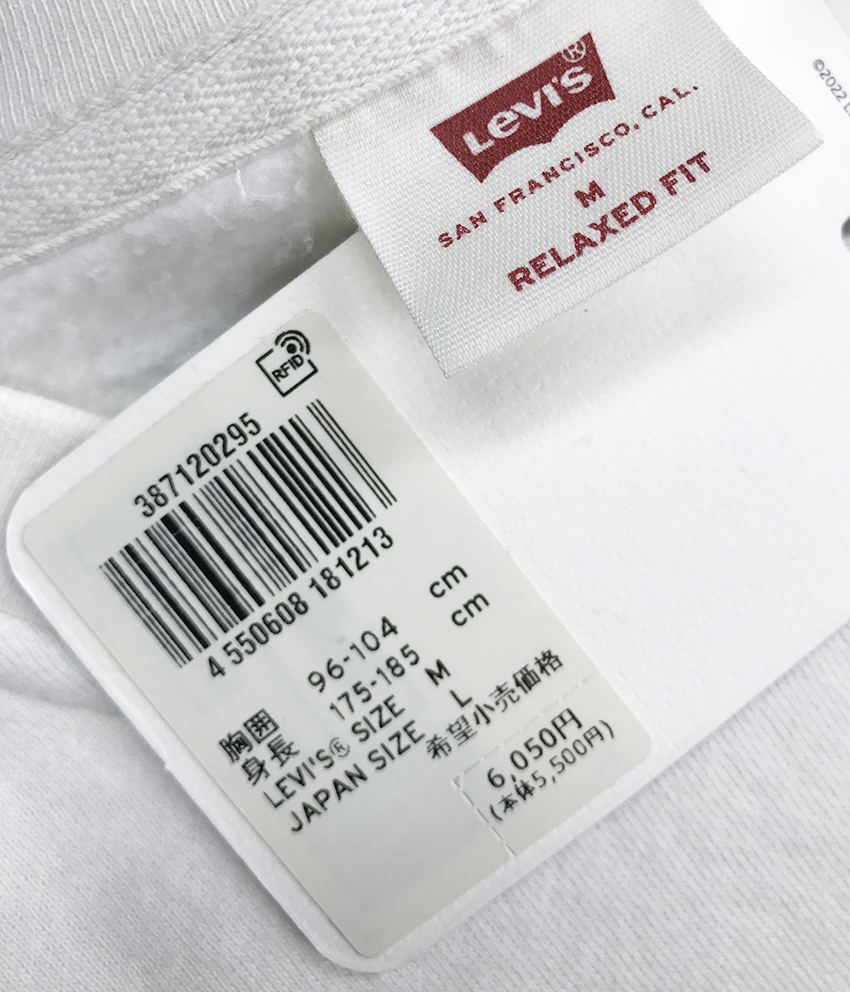 Levi's®
SAN FRANCISCO, CAL.
M
RELAXED FIT
©2022 L
RFID
387120295
4 550608 181213
胸囲 96-104 cm
身長 175-185 cm
LEVI'S® SIZE M
JAPAN SIZE L
希望小売価格
6,050円
(本体5,500円)